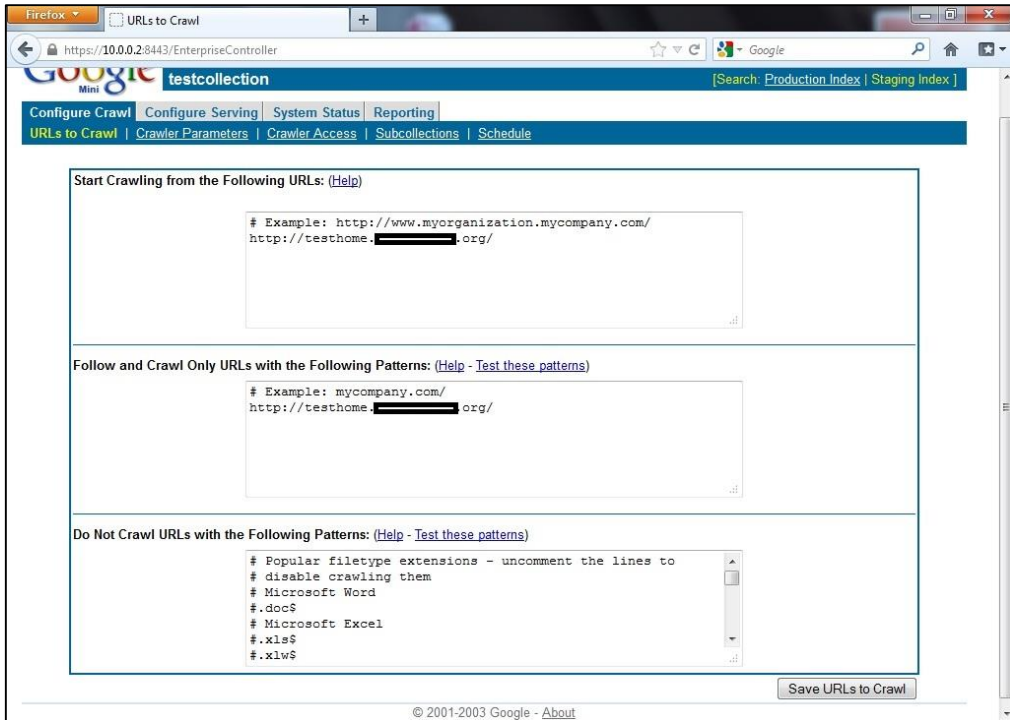 Firefox
URLs to Crawl
+
https://10.0.0.2:8443/EnterpriseController
Google
Google
Mini
testcollection
[Search: Production Index | Staging Index ]
Configure Crawl Configure Serving System Status Reporting
URLs to Crawl | Crawler Parameters | Crawler Access | Subcollections | Schedule
Start Crawling from the Following URLs: (Help)
# Example: http://www.myorganization.mycompany.com/
http://testhome. .org/
Follow and Crawl Only URLs with the Following Patterns: (Help - Test these patterns)
# Example: mycompany.com/
http://testhome. .org/
Do Not Crawl URLs with the Following Patterns: (Help - Test these patterns)
# Popular filetype extensions - uncomment the lines to
# disable crawling them
# Microsoft Word
#.doc$
# Microsoft Excel
#.xls$
#.xlw$
Save URLs to Crawl
© 2001-2003 Google - About